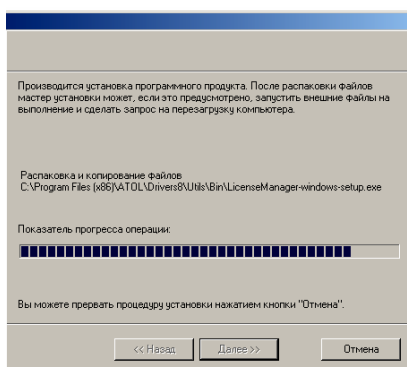 Производится установка программного продукта. После распаковки файлов
мастер установки может, если это предусмотрено, запустить внешние файлы на
выполнение и сделать запрос на перезагрузку компьютера.
Распаковка и копирование файлов
C:\Program Files (x86)\ATOL\Drivers8\Utils\Bin\LicenseManager-windows-setup.exe
Показатель прогресса операции:
Вы можете прервать процедуру установки нажатием кнопки "Отмена".
<< Назад Далее >> Отмена